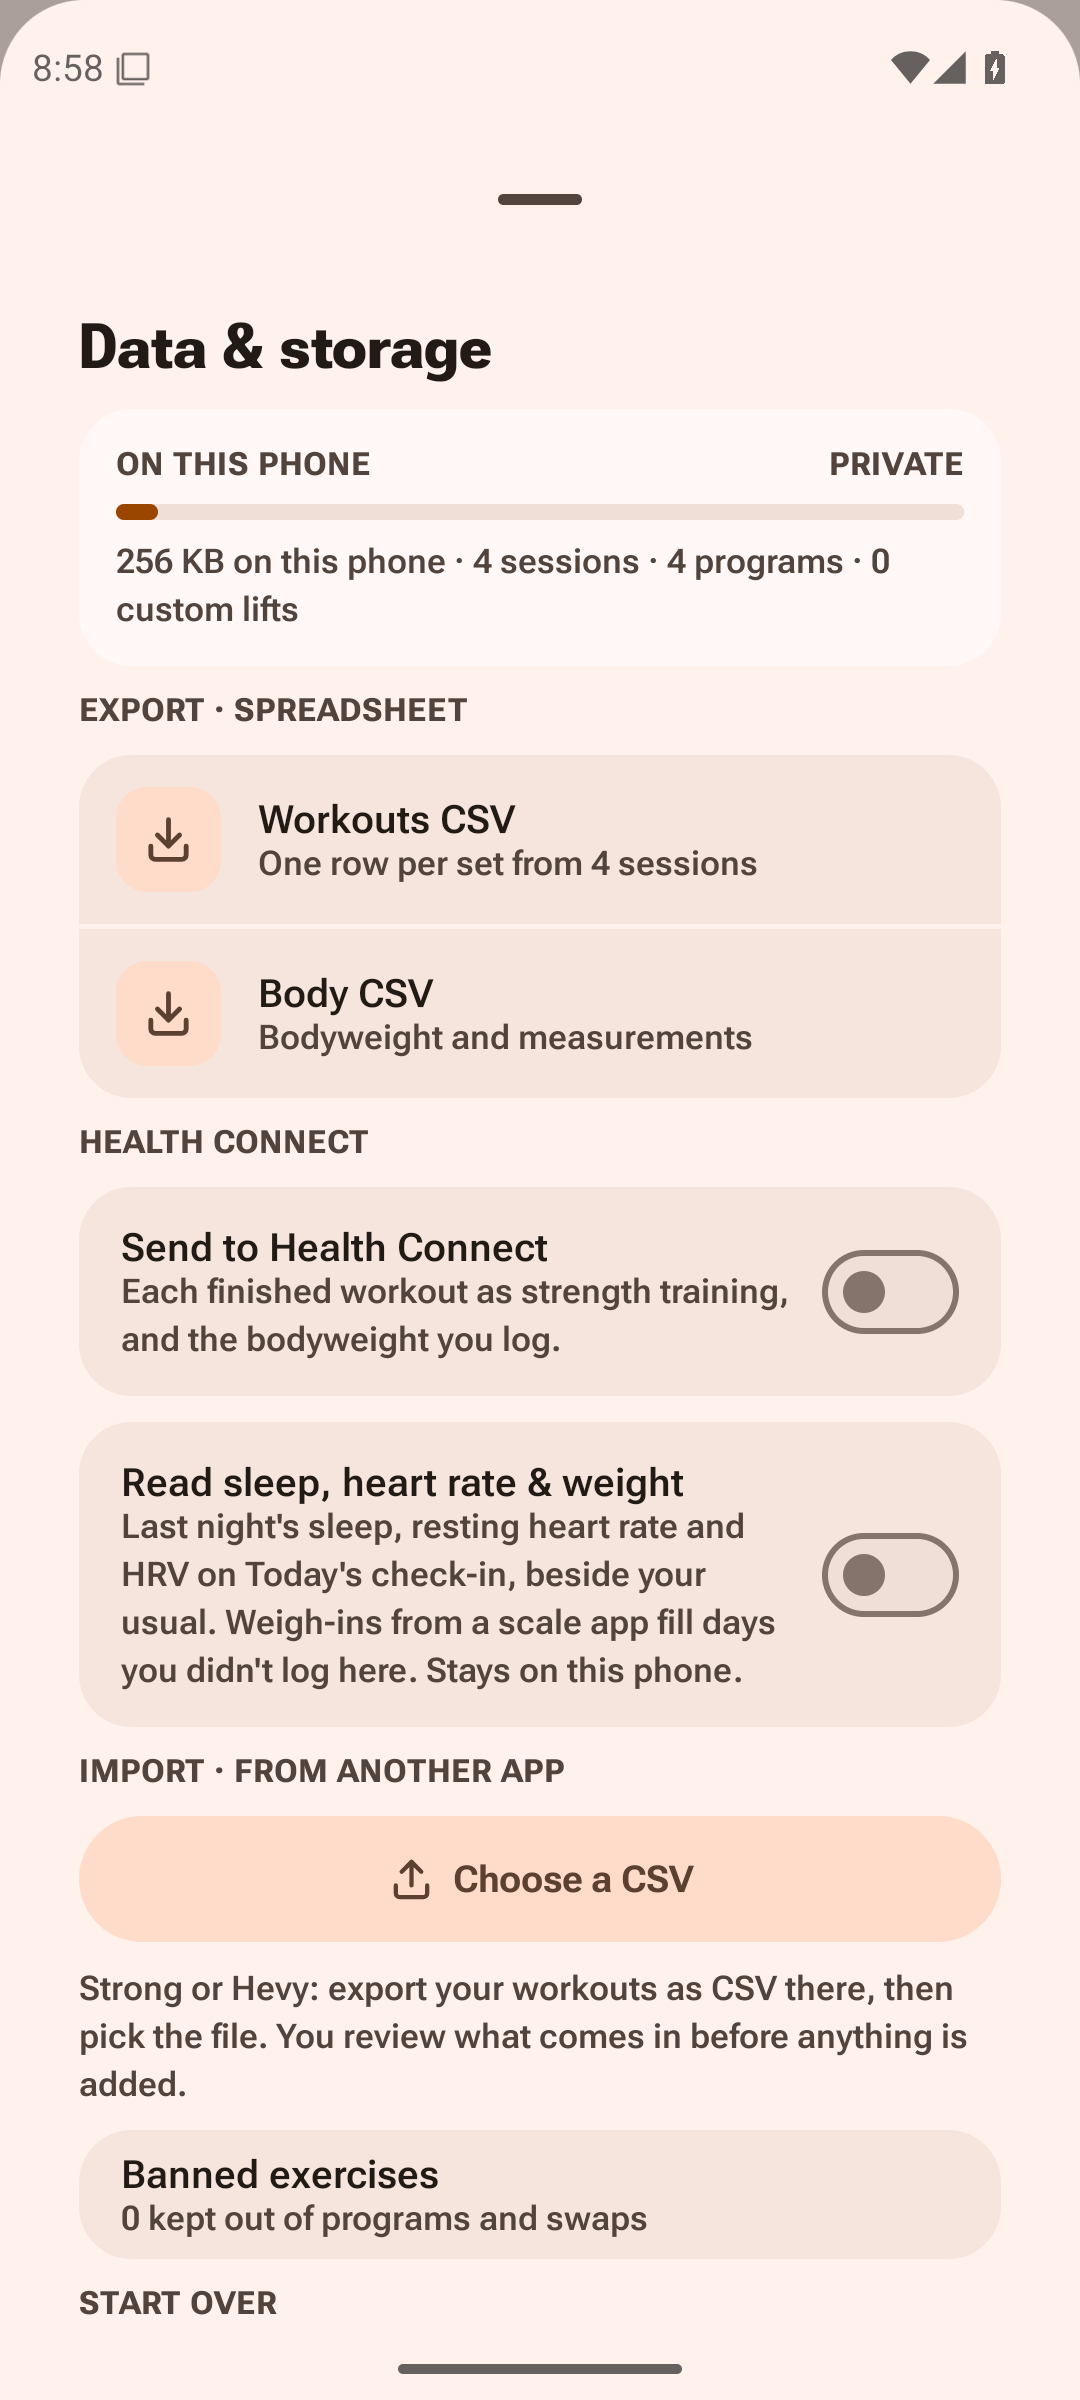 8:58
Data & storage
ON THIS PHONE PRIVATE
256 KB on this phone · 4 sessions · 4 programs · 0
custom lifts
EXPORT · SPREADSHEET
Workouts CSV
One row per set from 4 sessions
Body CSV
Bodyweight and measurements
HEALTH CONNECT
Send to Health Connect
Each finished workout as strength training,
and the bodyweight you log.
Read sleep, heart rate & weight
Last night's sleep, resting heart rate and
HRV on Today's check-in, beside your
usual. Weigh-ins from a scale app fill days
you didn't log here. Stays on this phone.
IMPORT · FROM ANOTHER APP
Choose a CSV
Strong or Hevy: export your workouts as CSV there, then
pick the file. You review what comes in before anything is
added.
Banned exercises
0 kept out of programs and swaps
START OVER